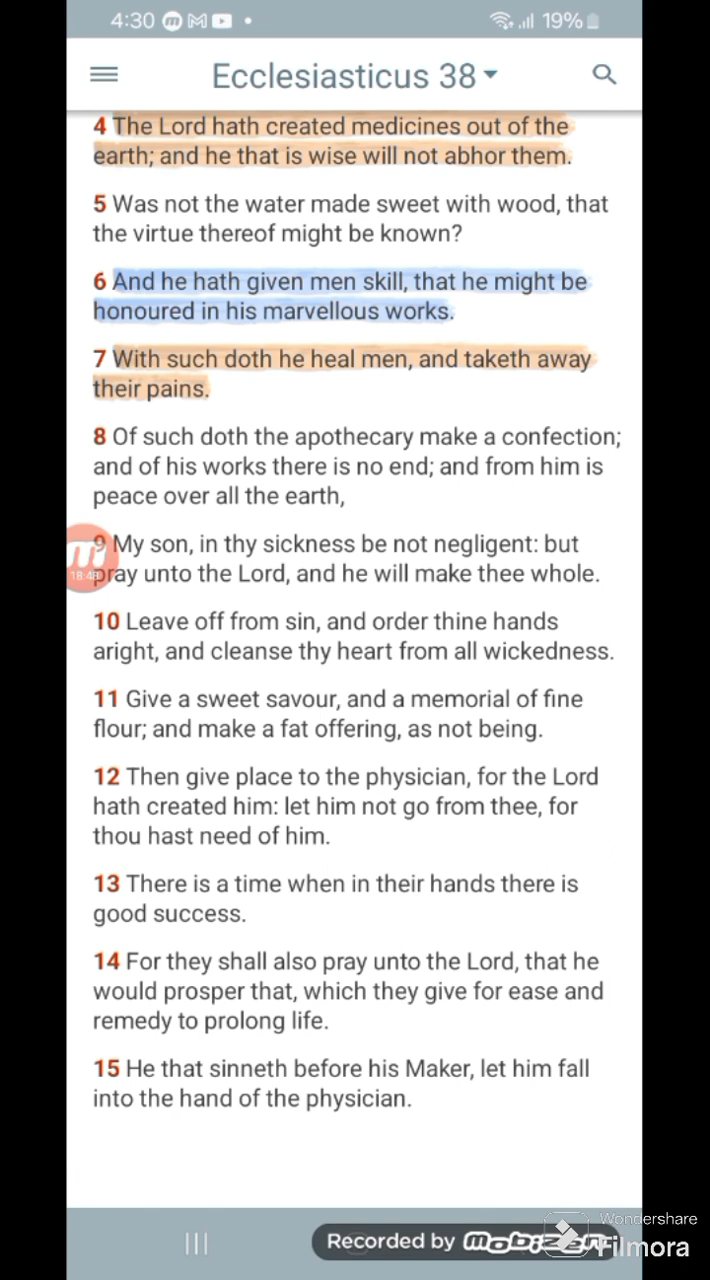 4:30 19%
Ecclesiasticus 38
4 The Lord hath created medicines out of the
earth; and he that is wise will not abhor them.
5 Was not the water made sweet with wood, that
the virtue thereof might be known?
6 And he hath given men skill, that he might be
honoured in his marvellous works.
7 With such doth he heal men, and taketh away
their pains.
8 Of such doth the apothecary make a confection;
and of his works there is no end; and from him is
peace over all the earth,
9 My son, in thy sickness be not negligent: but
18:48
pray unto the Lord, and he will make thee whole.
10 Leave off from sin, and order thine hands
aright, and cleanse thy heart from all wickedness.
11 Give a sweet savour, and a memorial of fine
flour; and make a fat offering, as not being.
12 Then give place to the physician, for the Lord
hath created him: let him not go from thee, for
thou hast need of him.
13 There is a time when in their hands there is
good success.
14 For they shall also pray unto the Lord, that he
would prosper that, which they give for ease and
remedy to prolong life.
15 He that sinneth before his Maker, let him fall
into the hand of the physician.
Wondershare
Recorded by mobizen
Filmora